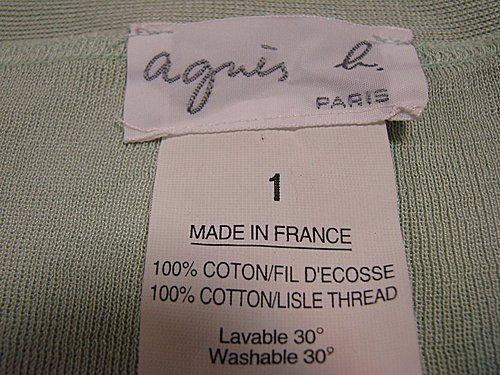 agnès b.
PARIS
1
MADE IN FRANCE
100% COTON/FIL D'ECOSSE
100% COTTON/LISLE THREAD
Lavable 30°
Washable 30°